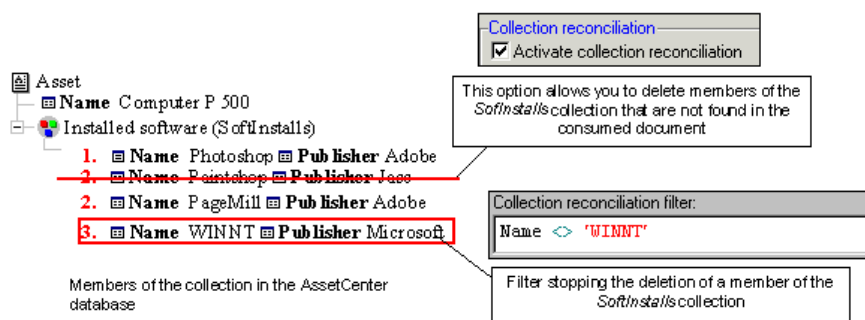 Collection reconciliation
Activate collection reconciliation
Asset
Name Computer P 500
This option allows you to delete members of the
SofInstalls collection that are not found in the
consumed document
Installed software (SoftInstalls)
1. Name Photoshop Publisher Adobe
2. Name Paintshop Publisher Jass
2. Name PageMill Publisher Adobe
3. Name WINNT Publisher Microsoft
Collection reconciliation filter:
Name <> 'WINNT'
Members of the collection in the AssetCenter
database
Filter stopping the deletion of a member of the
SoftInstalls collection